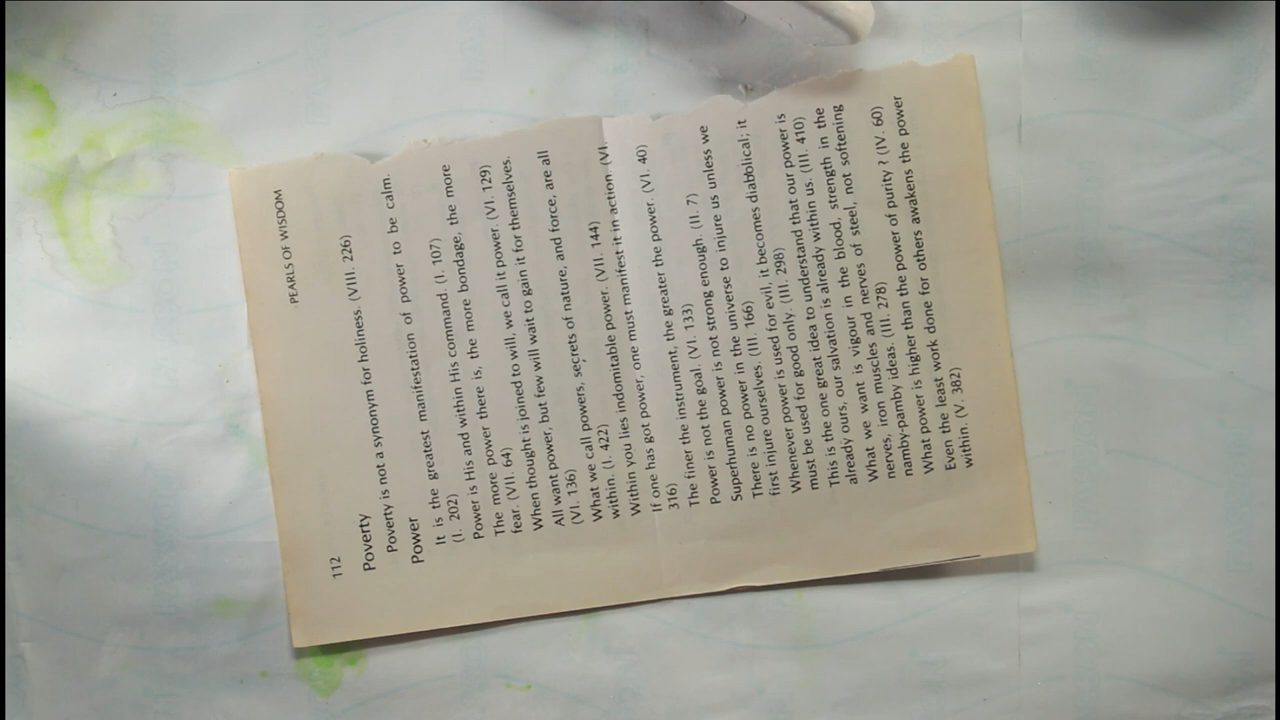 112 PEARLS OF WISDOM
Poverty
Poverty is not a synonym for holiness. (VIII. 226)
Power
It is the greatest manifestation of power to be calm.
(I. 202)
Power is His and within His command. (I. 107)
The more power there is, the more bondage, the more
fear. (VII. 64)
When thought is joined to will, we call it power. (VI. 129)
All want power, but few will wait to gain it for themselves.
(VI. 136)
What we call powers, secrets of nature, and force, are all
within. (I. 422)
Within you lies indomitable power. (VII. 144)
If one has got power, one must manifest it in action. (VI.
316)
The finer the instrument, the greater the power. (VI. 40)
Power is not the goal. (VI. 133)
Superhuman power is not strong enough. (II. 7)
There is no power in the universe to injure us unless we
first injure ourselves. (III. 166)
Whenever power is used for evil, it becomes diabolical; it
must be used for good only. (III. 298)
This is the one great idea to understand that our power is
already ours, our salvation is already within us. (III. 410)
What we want is vigour in the blood, strength in the
nerves, iron muscles and nerves of steel, not softening
namby-pamby ideas. (III. 278)
What power is higher than the power of purity ? (IV. 60)
Even the least work done for others awakens the power
within. (V. 382)